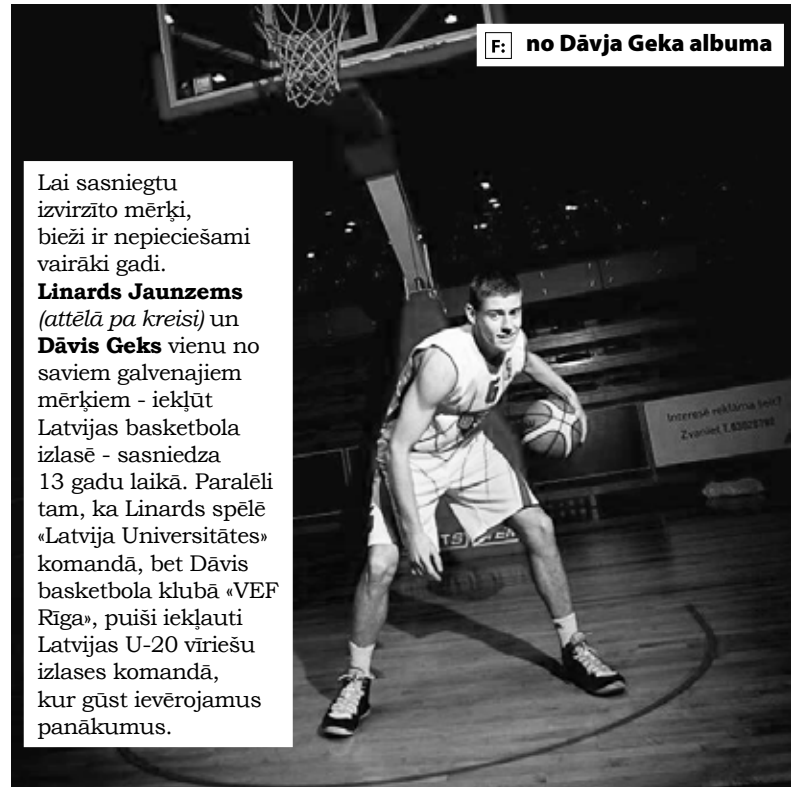 F: no Dāvja Geka albuma
Lai sasniegtu
izvirzīto mērķi,
bieži ir nepieciešami
vairāki gadi.
Linards Jaunzems
(attēlā pa kreisi) un
Dāvis Geks vienu no
saviem galvenajiem
mērķiem - iekļūt
Latvijas basketbola
izlasē - sasniedza
13 gadu laikā. Paralēli
tam, ka Linards spēlē
«Latvija Universitātes»
komandā, bet Dāvis
basketbola klubā «VEF
Rīga», puiši iekļauti
Latvijas U-20 vīriešu
izlases komandā,
kur gūst ievērojamus
panākumus.
6
Interesē reklāma šeit?
Zvaniet T.